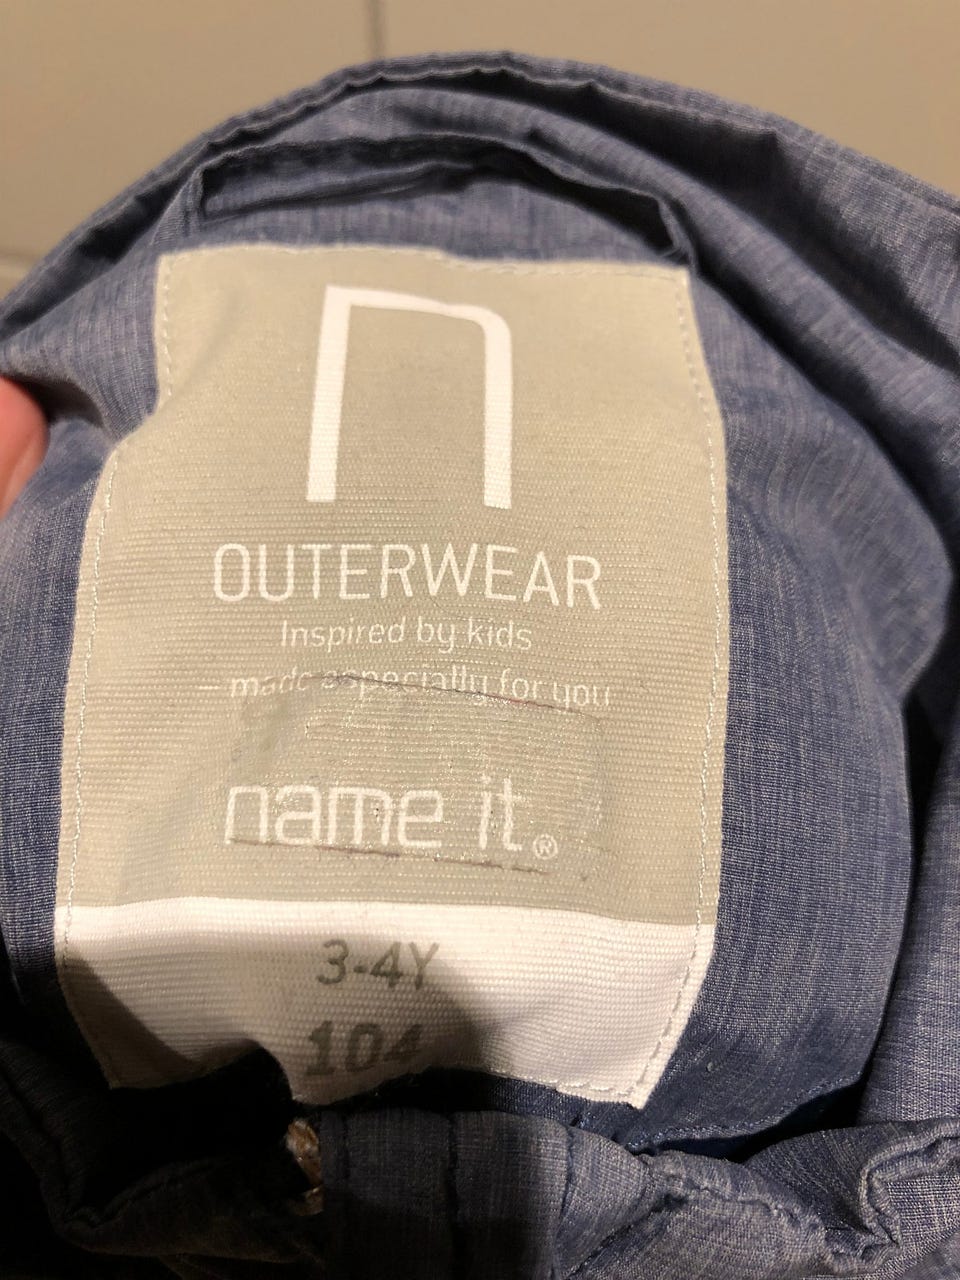 n
OUTERWEAR
Inspired by kids
– made especially for you
name it®
3-4Y
104